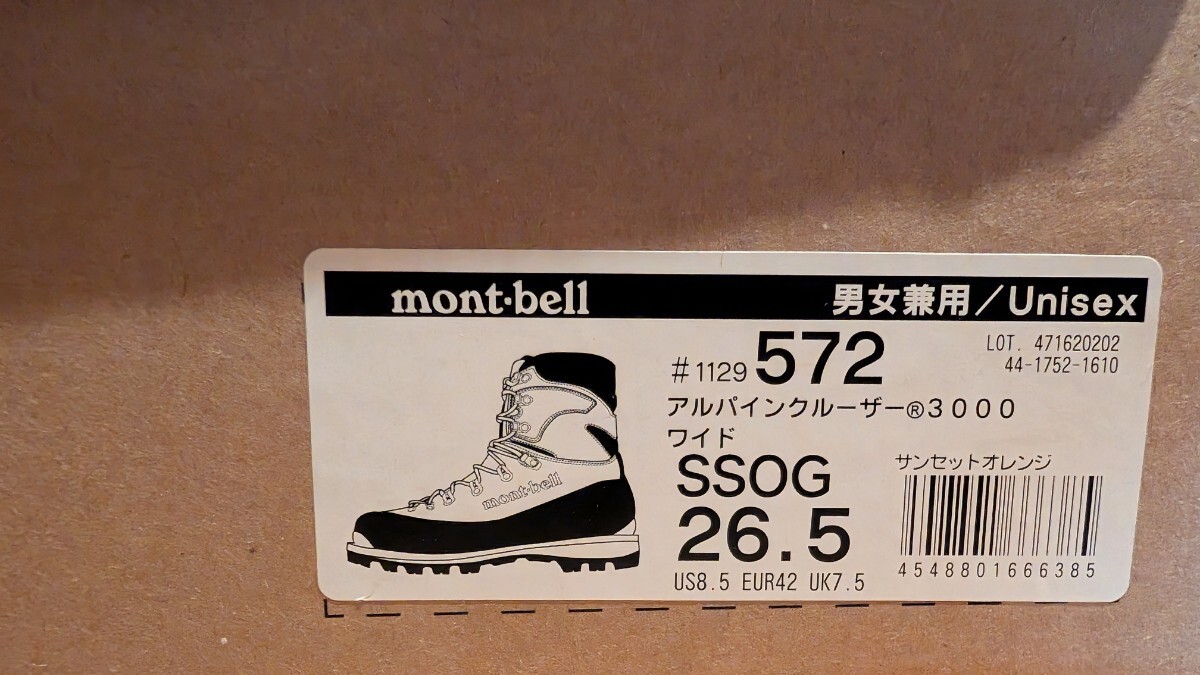 mont·bell 男女兼用/Unisex
#1129572
LOT. 471620202
44-1752-1610
アルパインクルーザー®3000
ワイド
SSOG サンセットオレンジ
26.5
US8.5 EUR42 UK7.5
4548801666385
mont·bell